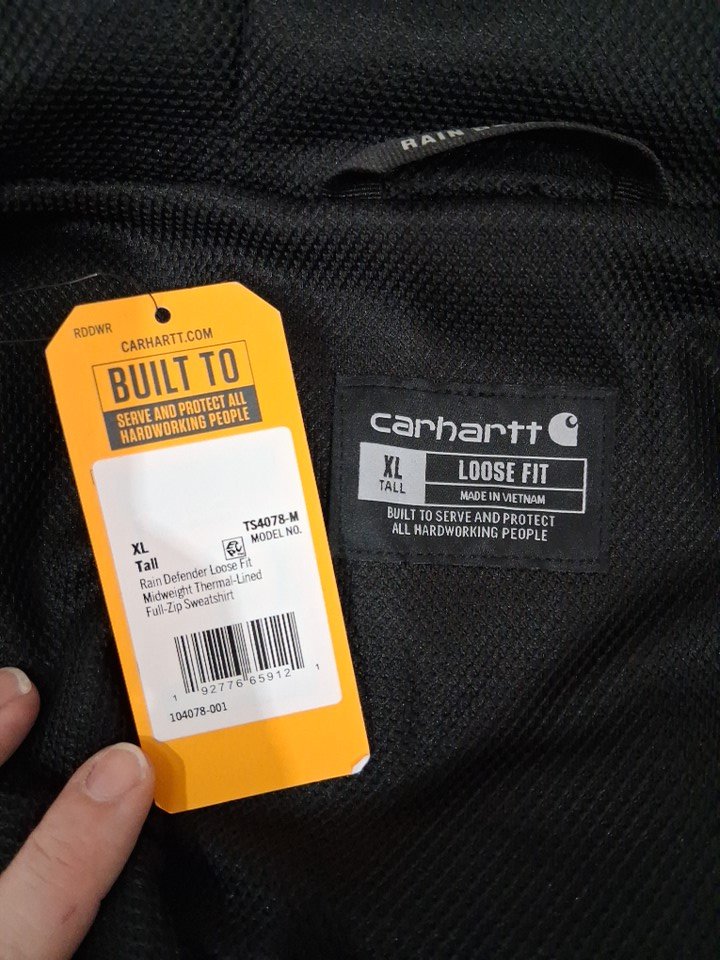 RAIN
RDDWR
CARHARTT.COM
BUILT TO
SERVE AND PROTECT ALL
HARDWORKING PEOPLE
TS4078-M
MODEL NO.
XL
Tall
Rain Defender Loose Fit
Midweight Thermal-Lined
Full-Zip Sweatshirt
1 92776 65912 1
104078-001
carhartt
XL
TALL
LOOSE FIT
MADE IN VIETNAM
BUILT TO SERVE AND PROTECT
ALL HARDWORKING PEOPLE